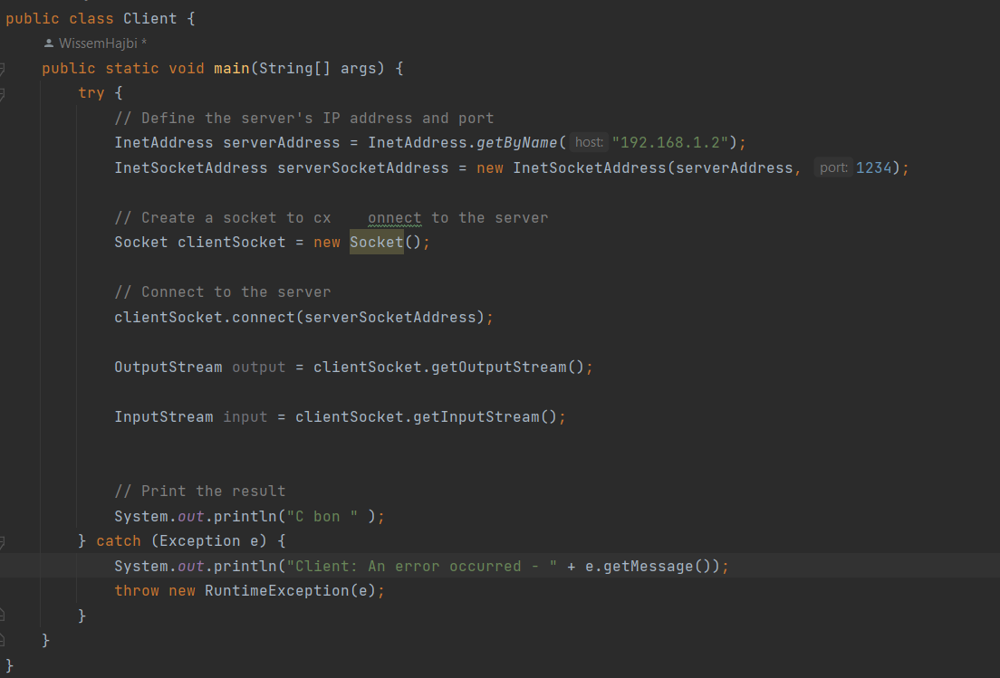 public class Client {
WissemHajbi *
public static void main(String[] args) {
try {
// Define the server's IP address and port
InetAddress serverAddress = InetAddress.getByName( host: "192.168.1.2");
InetSocketAddress serverSocketAddress = new InetSocketAddress(serverAddress, port: 1234);
// Create a socket to cx    onnect to the server
Socket clientSocket = new Socket();
// Connect to the server
clientSocket.connect(serverSocketAddress);
OutputStream output = clientSocket.getOutputStream();
InputStream input = clientSocket.getInputStream();
// Print the result
System.out.println("C bon " );
} catch (Exception e) {
System.out.println("Client: An error occurred - " + e.getMessage());
throw new RuntimeException(e);
}
}
}